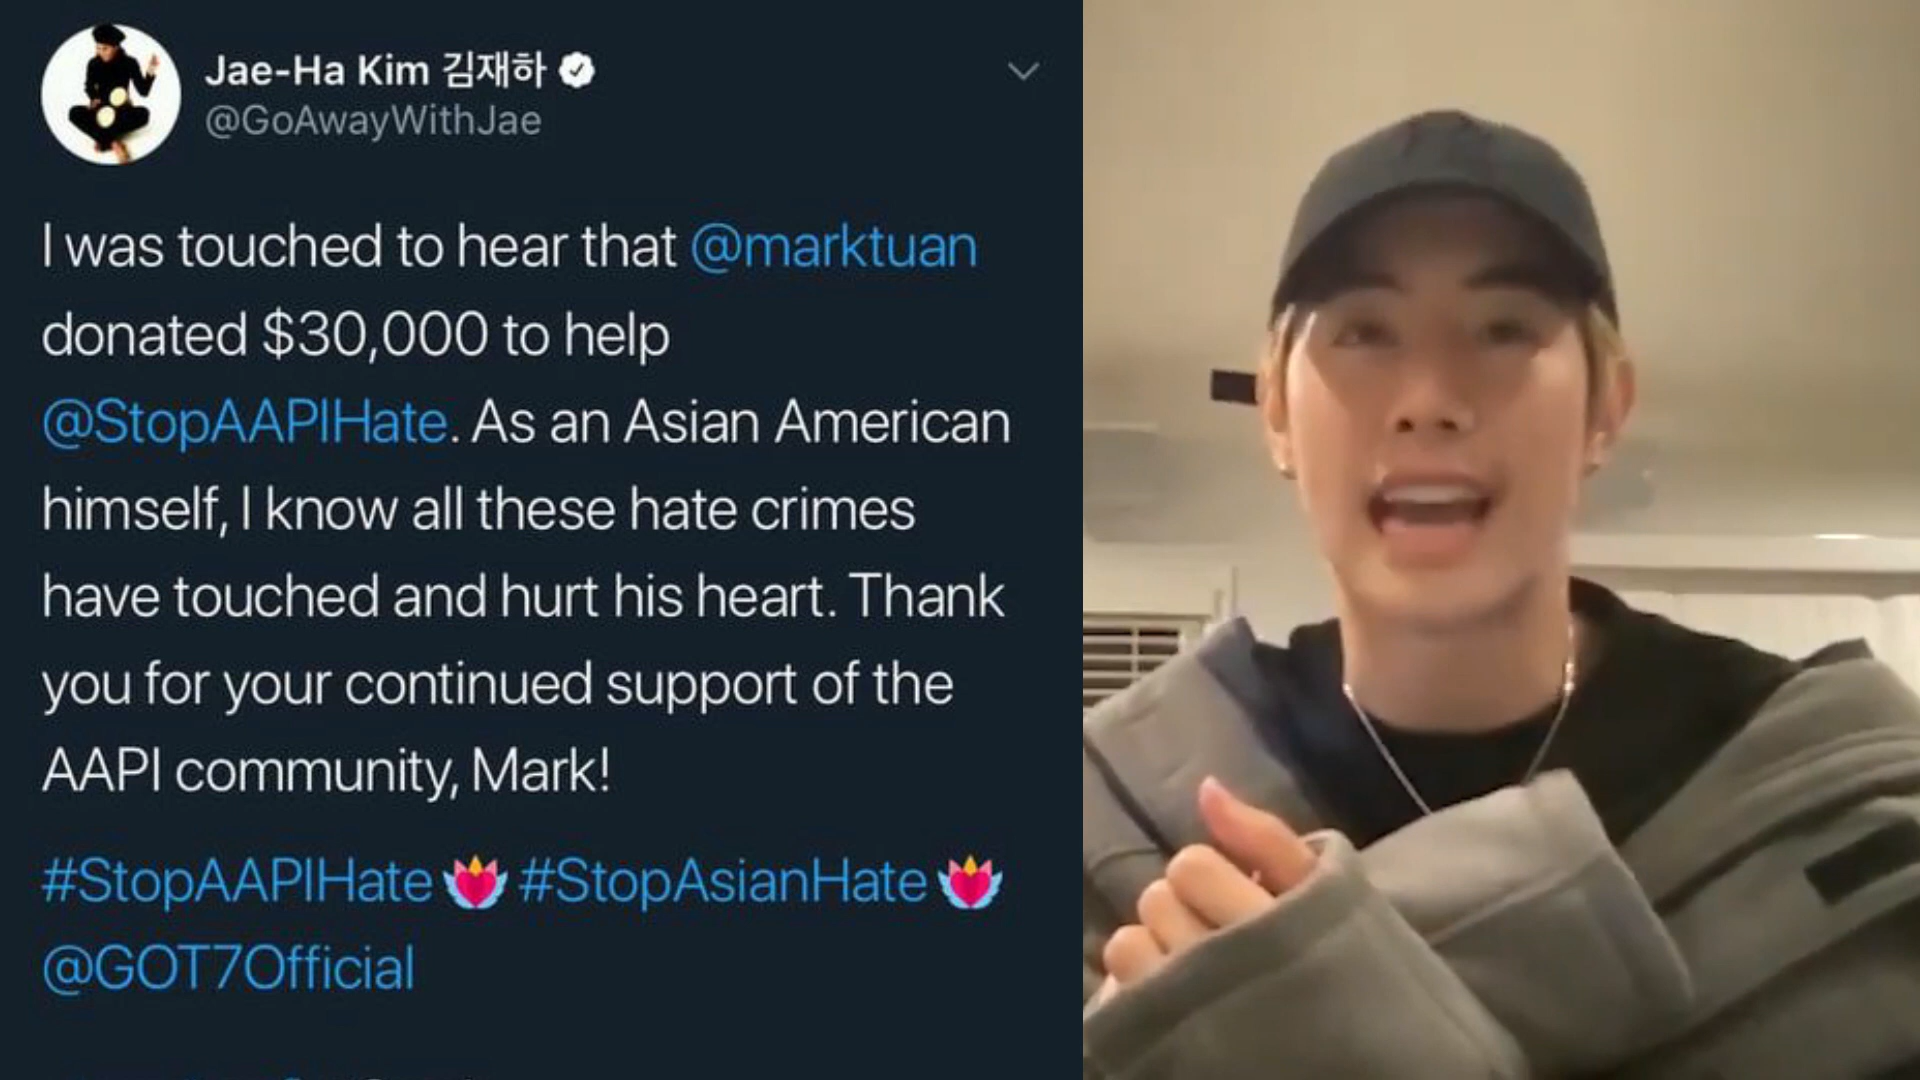 Jae-Ha Kim 김재하
@GoAwayWithJae
I was touched to hear that @marktuan
donated $30,000 to help
@StopAAPIHate. As an Asian American
himself, I know all these hate crimes
have touched and hurt his heart. Thank
you for your continued support of the
AAPI community, Mark!
#StopAAPIHate #StopAsianHate
@GOT7Official